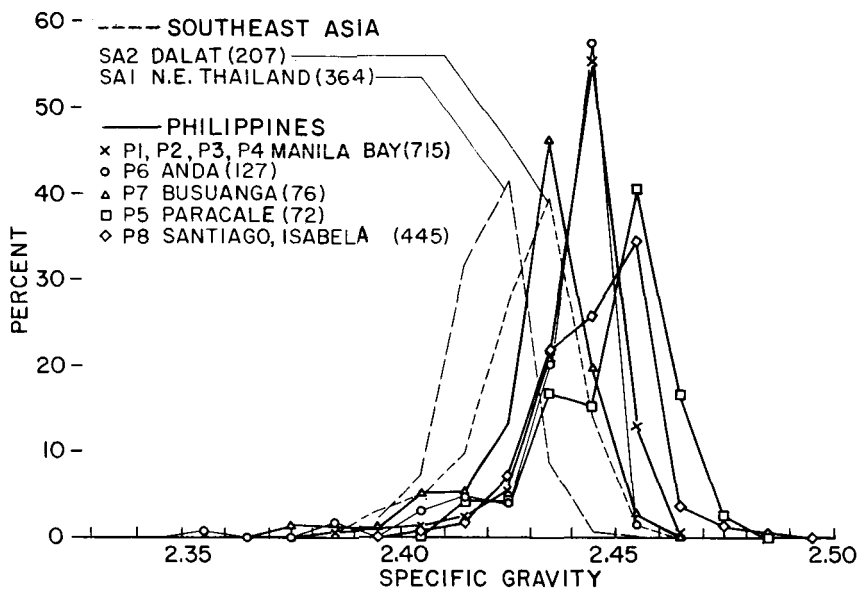 60
50
40
30
20
10
0
PERCENT
---- SOUTHEAST ASIA
SA2 DALAT (207)
SA1 N.E. THAILAND (364)
PHILIPPINES
× P1, P2, P3, P4 MANILA BAY (715)
○ P6 ANDA (127)
△ P7 BUSUANGA (76)
□ P5 PARACALE (72)
◇ P8 SANTIAGO, ISABELA (445)
2.35
2.40
2.45
2.50
SPECIFIC GRAVITY